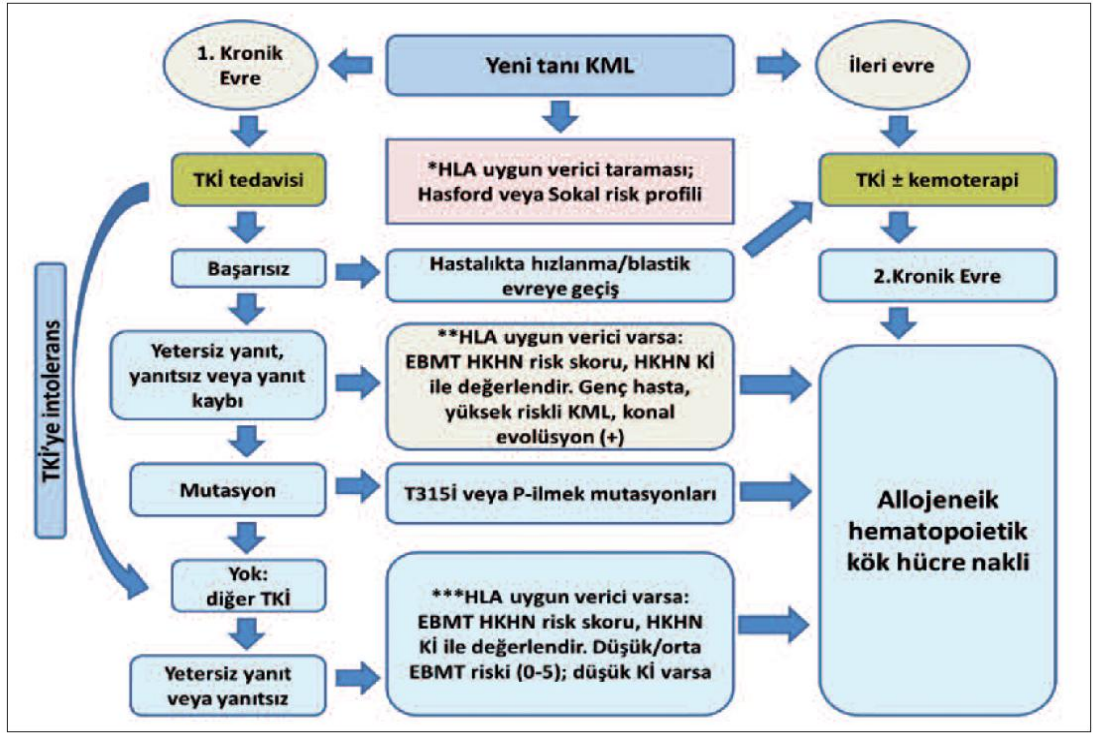 1. Kronik
Evre
Yeni tanı KML
İleri evre
TKİ tedavisi
*HLA uygun verici taraması;
Hasford veya Sokal risk profili
TKİ ± kemoterapi
Başarısız
Hastalıkta hızlanma/blastik
evreye geçiş
2.Kronik Evre
TKİ'ye intolerans
Yetersiz yanıt,
yanıtsız veya yanıt
kaybı
**HLA uygun verici varsa:
EBMT HKHN risk skoru, HKHN Kİ
ile değerlendir. Genç hasta,
yüksek riskli KML, konal
evolüsyon (+)
Mutasyon
T315İ veya P-ilmek mutasyonları
Allojeneik
hematopoietik
kök hücre nakli
Yok:
diğer TKİ
***HLA uygun verici varsa:
EBMT HKHN risk skoru, HKHN
Kİ ile değerlendir. Düşük/orta
EBMT riski (0-5); düşük Kİ varsa
Yetersiz yanıt
veya yanıtsız